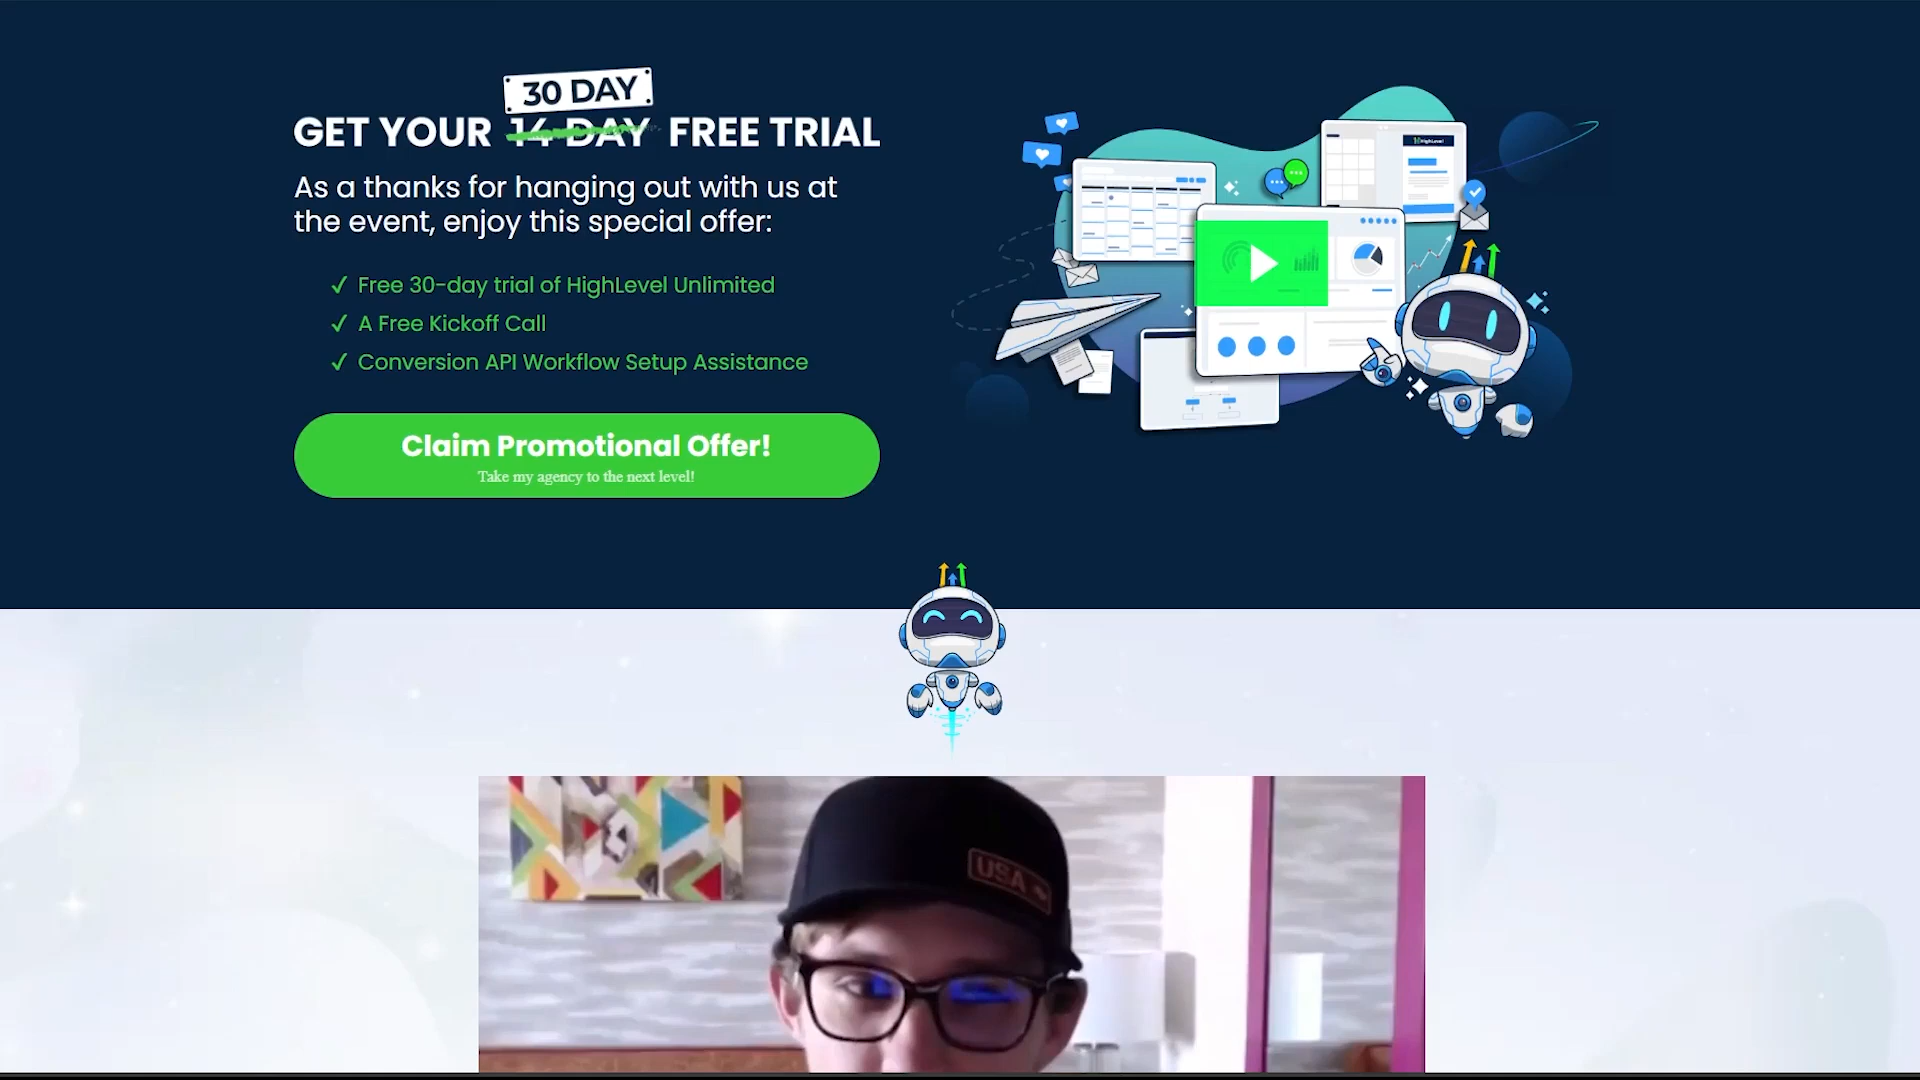 30 DAY
GET YOUR 14 DAY FREE TRIAL
As a thanks for hanging out with us at
the event, enjoy this special offer:
✓ Free 30-day trial of HighLevel Unlimited
✓ A Free Kickoff Call
✓ Conversion API Workflow Setup Assistance
Claim Promotional Offer!
Take my agency to the next level!
HighLevel
USA